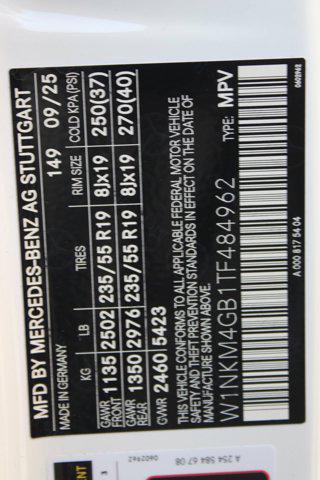 MFD BY MERCEDES-BENZ AG STUTTGART
149 09/25
KG LB TIRES RIM SIZE COLD KPA(PSI)
GAWR FRONT 1135 2502 235/55 R19 8Jx19 250(37)
GAWR REAR 1350 2976 235/55 R19 8Jx19 270(40)
GVWR 2460 5423
THIS VEHICLE CONFORMS TO ALL APPLICABLE FEDERAL MOTOR VEHICLE
SAFETY AND THEFT PREVENTION STANDARDS IN EFFECT ON THE DATE OF
MANUFACTURE SHOWN ABOVE.
W1NKM4GB1TF484962 TYPE: MPV
A 000 817 54 04
0602962
A 254 584 67 08
0602962
3